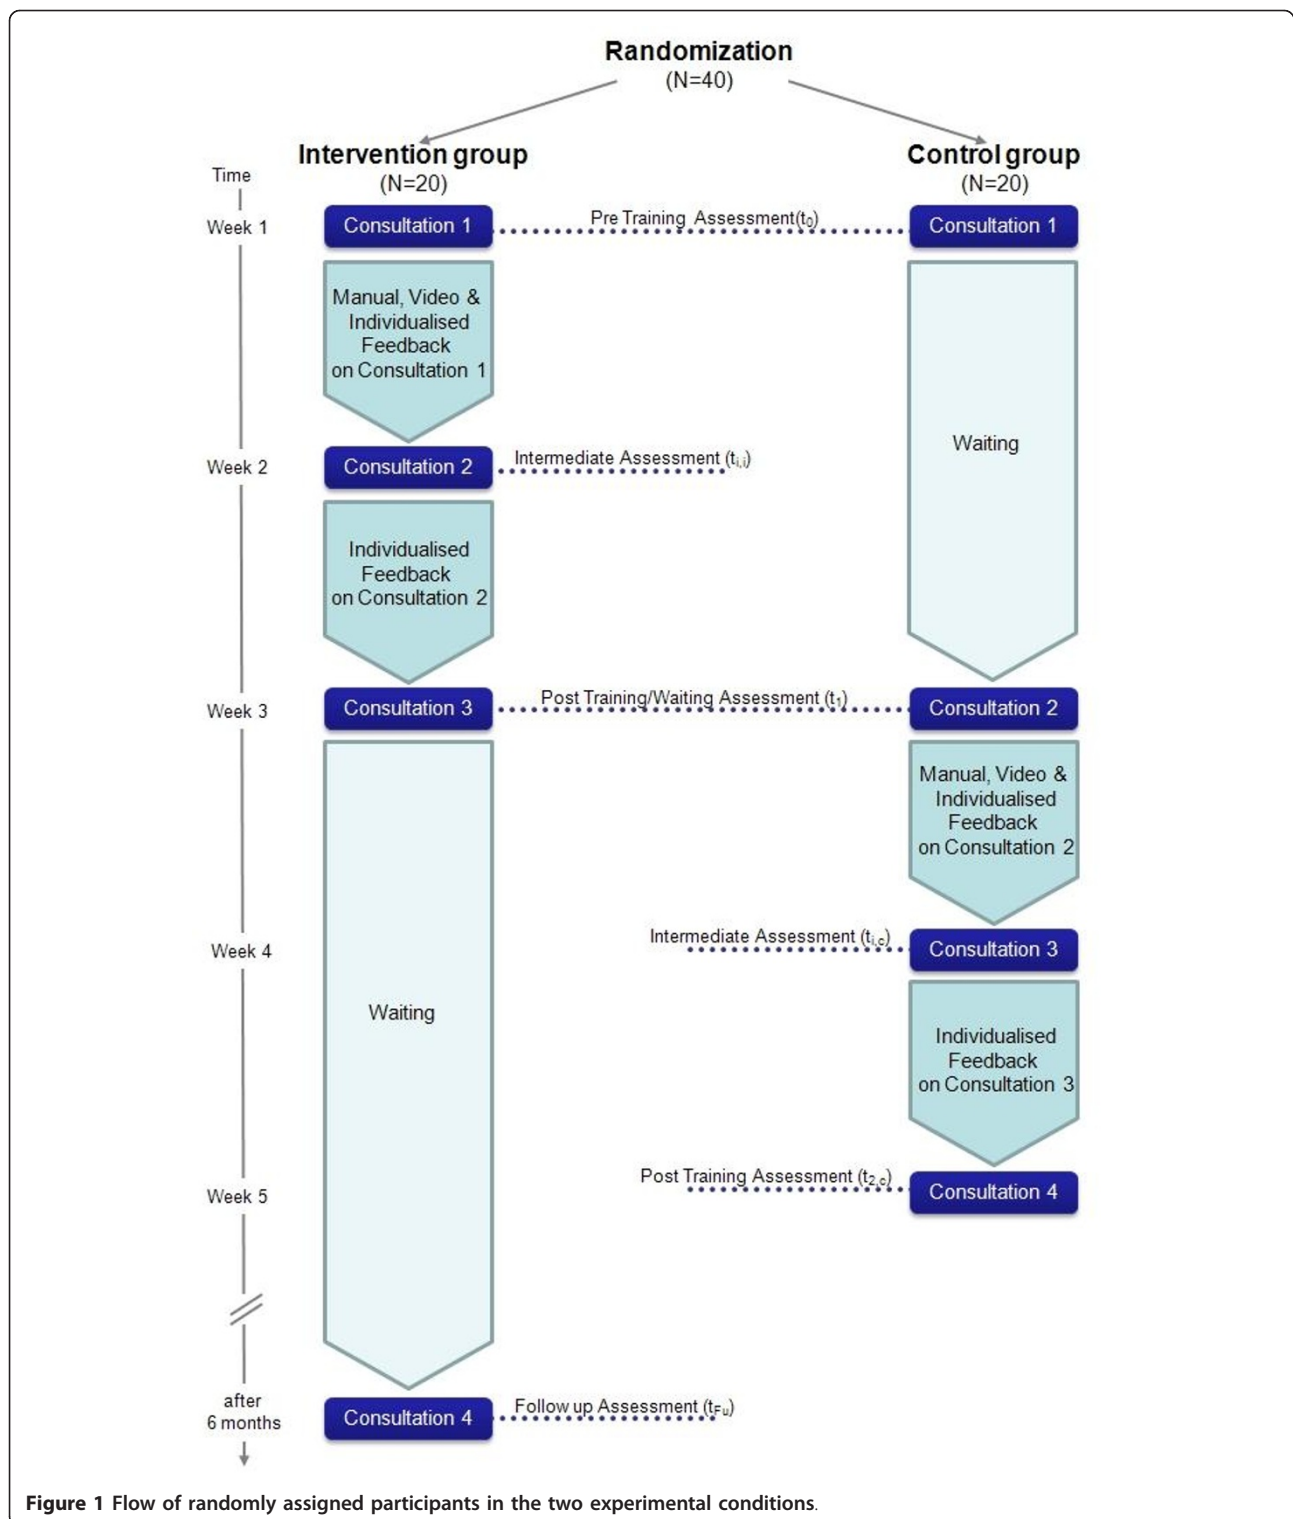 Randomization
(N=40)
Intervention group
(N=20)
Control group
(N=20)
Time
Week 1
Consultation 1
Pre Training Assessment(t0)
Consultation 1
Manual, Video &
Individualised
Feedback
on Consultation 1
Waiting
Week 2
Consultation 2
Intermediate Assessment (ti,i)
Individualised
Feedback
on Consultation 2
Week 3
Consultation 3
Post Training/Waiting Assessment (t1)
Consultation 2
Manual, Video &
Individualised
Feedback
on Consultation 2
Week 4
Intermediate Assessment (ti,c)
Consultation 3
Waiting
Individualised
Feedback
on Consultation 3
Week 5
Post Training Assessment (t2,c)
Consultation 4
after
6 months
Consultation 4
Follow up Assessment (tFu)
Figure 1 Flow of randomly assigned participants in the two experimental conditions.